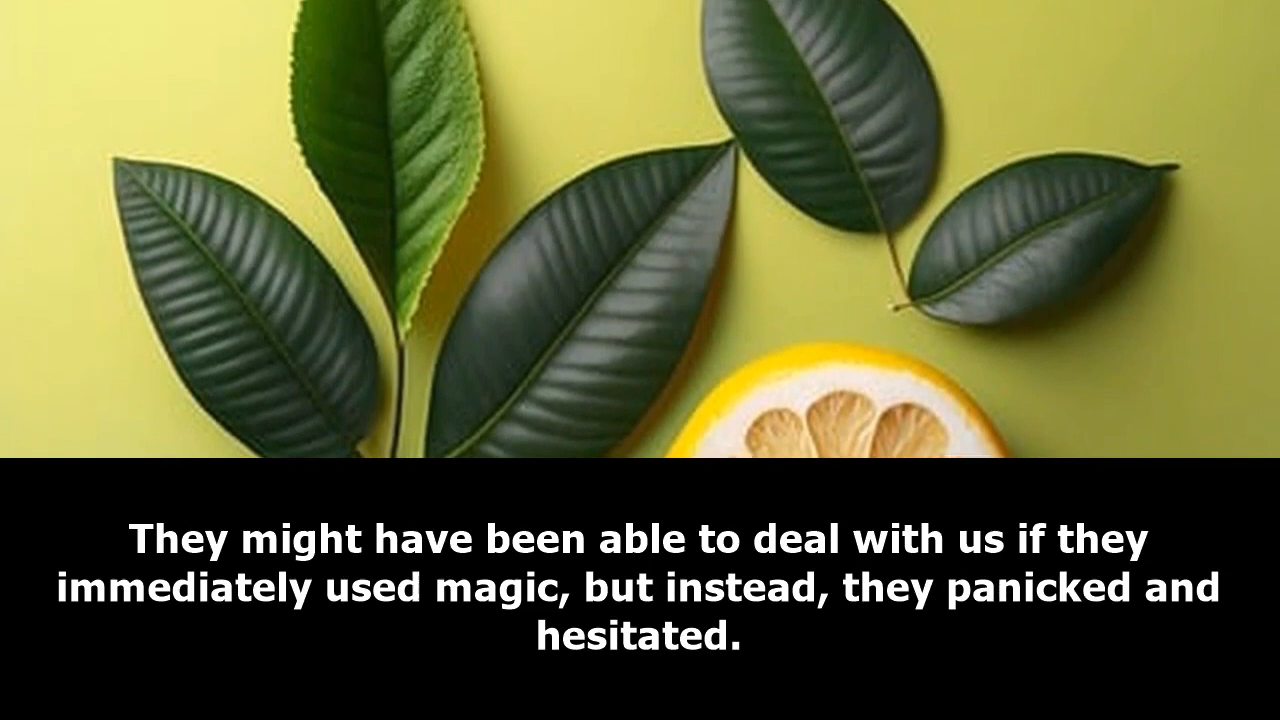 They might have been able to deal with us if they
immediately used magic, but instead, they panicked and
hesitated.